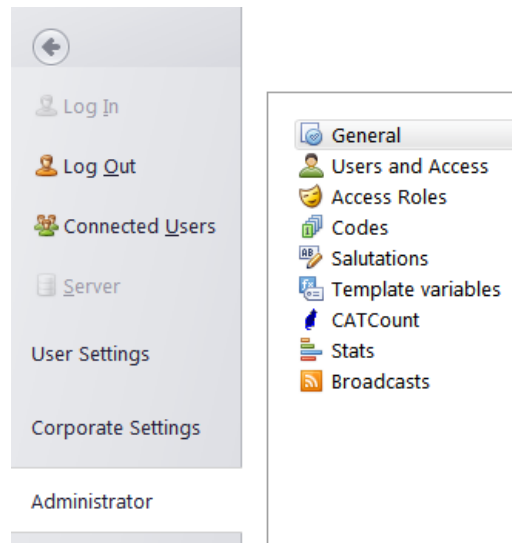 Log In
Log Out
Connected Users
Server
User Settings
Corporate Settings
Administrator
General
Users and Access
Access Roles
Codes
Salutations
Template variables
CATCount
Stats
Broadcasts